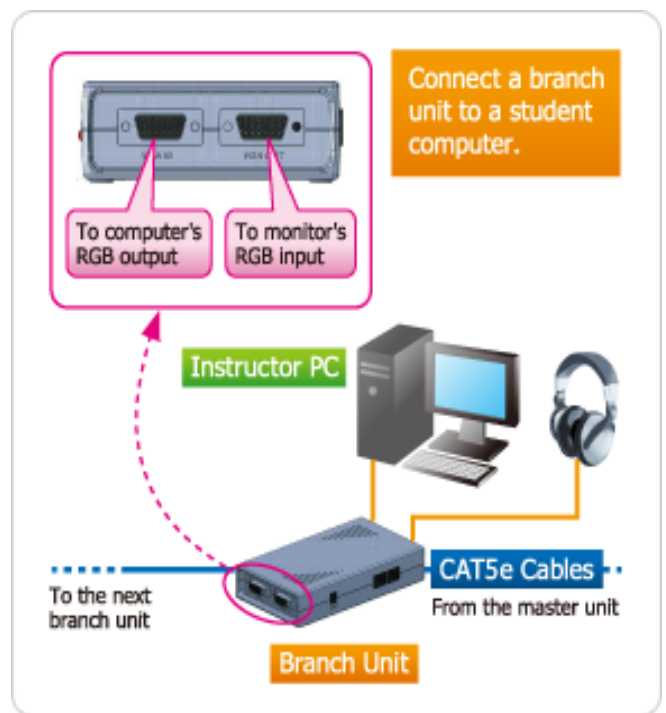 Connect a branch
unit to a student
computer.
To computer's
RGB output
To monitor's
RGB input
Instructor PC
CAT5e Cables
To the next
branch unit
From the master unit
Branch Unit